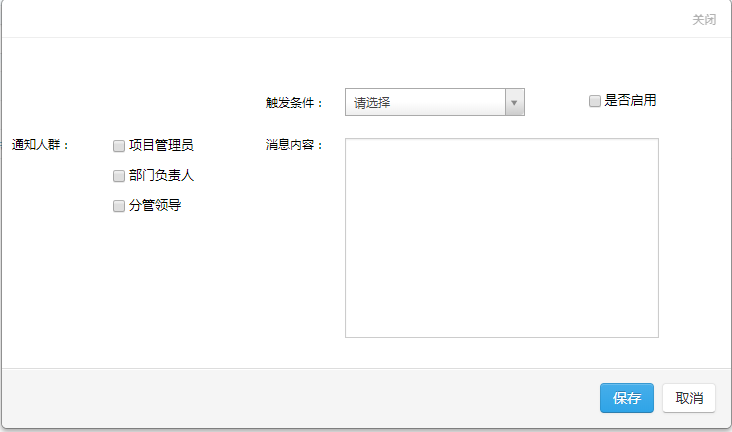 关闭
触发条件：
请选择
是否启用
通知人群：
项目管理员
消息内容：
部门负责人
分管领导
保存
取消